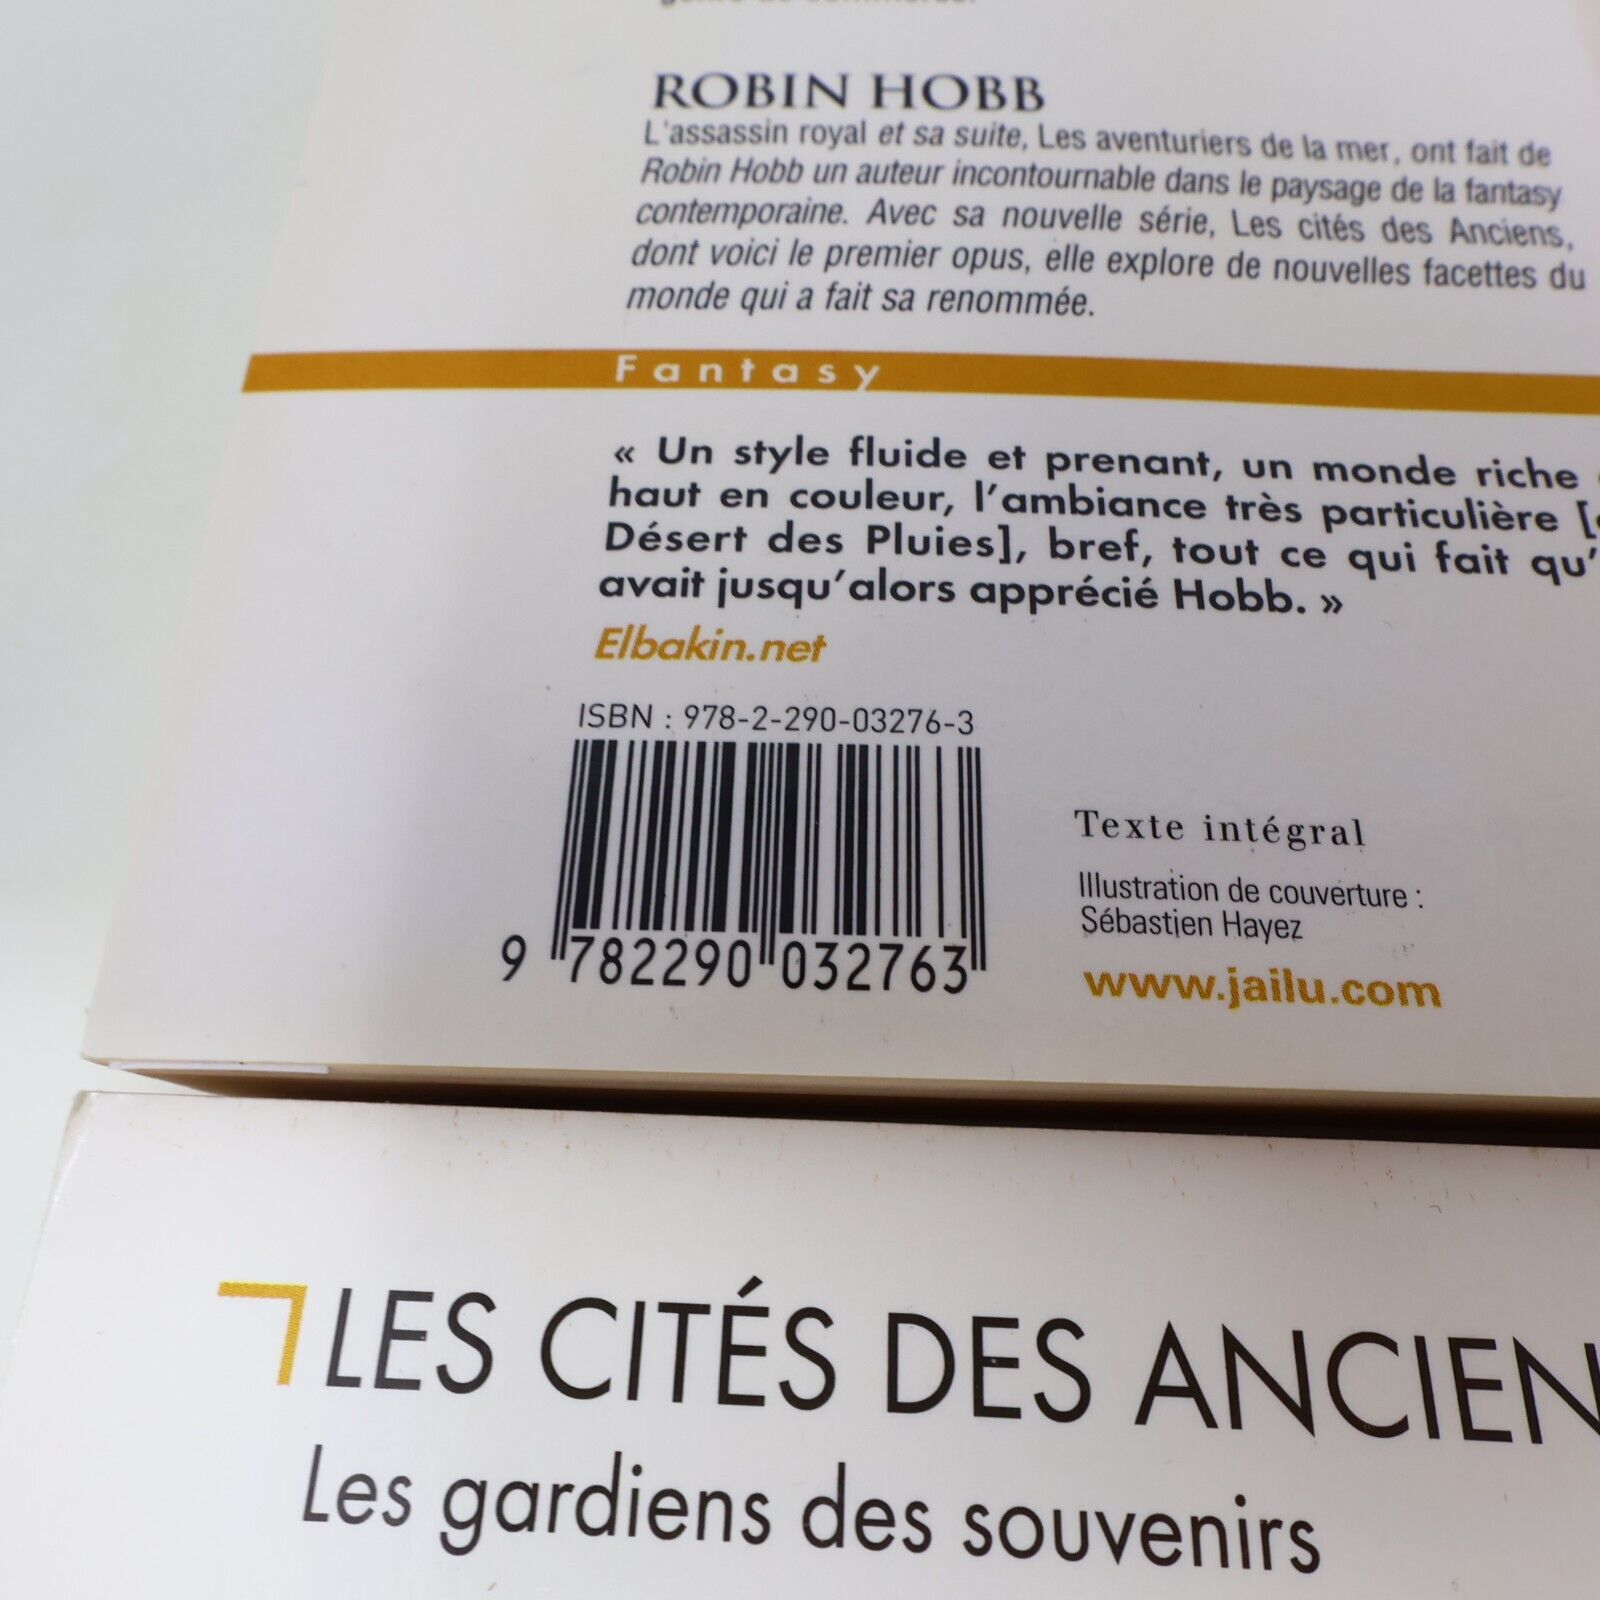 ROBIN HOBB
L'assassin royal et sa suite, Les aventuriers de la mer, ont fait de
Robin Hobb un auteur incontournable dans le paysage de la fantasy
contemporaine. Avec sa nouvelle série, Les cités des Anciens,
dont voici le premier opus, elle explore de nouvelles facettes du
monde qui a fait sa renommée.
Fantasy
« Un style fluide et prenant, un monde riche
haut en couleur, l'ambiance très particulière [
Désert des Pluies], bref, tout ce qui fait qu'
avait jusqu'alors apprécié Hobb. »
Elbakin.net
ISBN : 978-2-290-03276-3
9 782290 032763
Texte intégral
Illustration de couverture :
Sébastien Hayez
www.jailu.com
LES CITÉS DES ANCIEN
Les gardiens des souvenirs